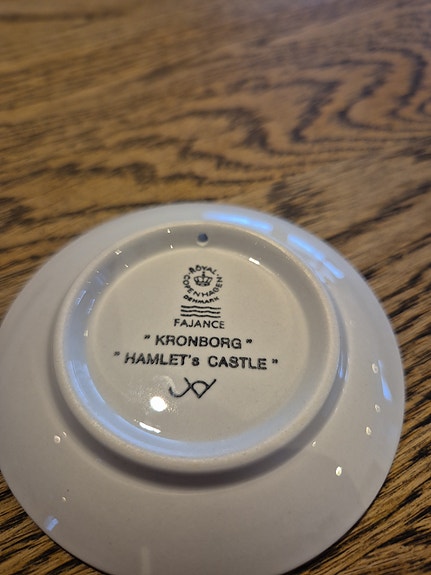 ROYAL
COPENHAGEN
DENMARK
FAJANCE
" KRONBORG "
" HAMLET's CASTLE "